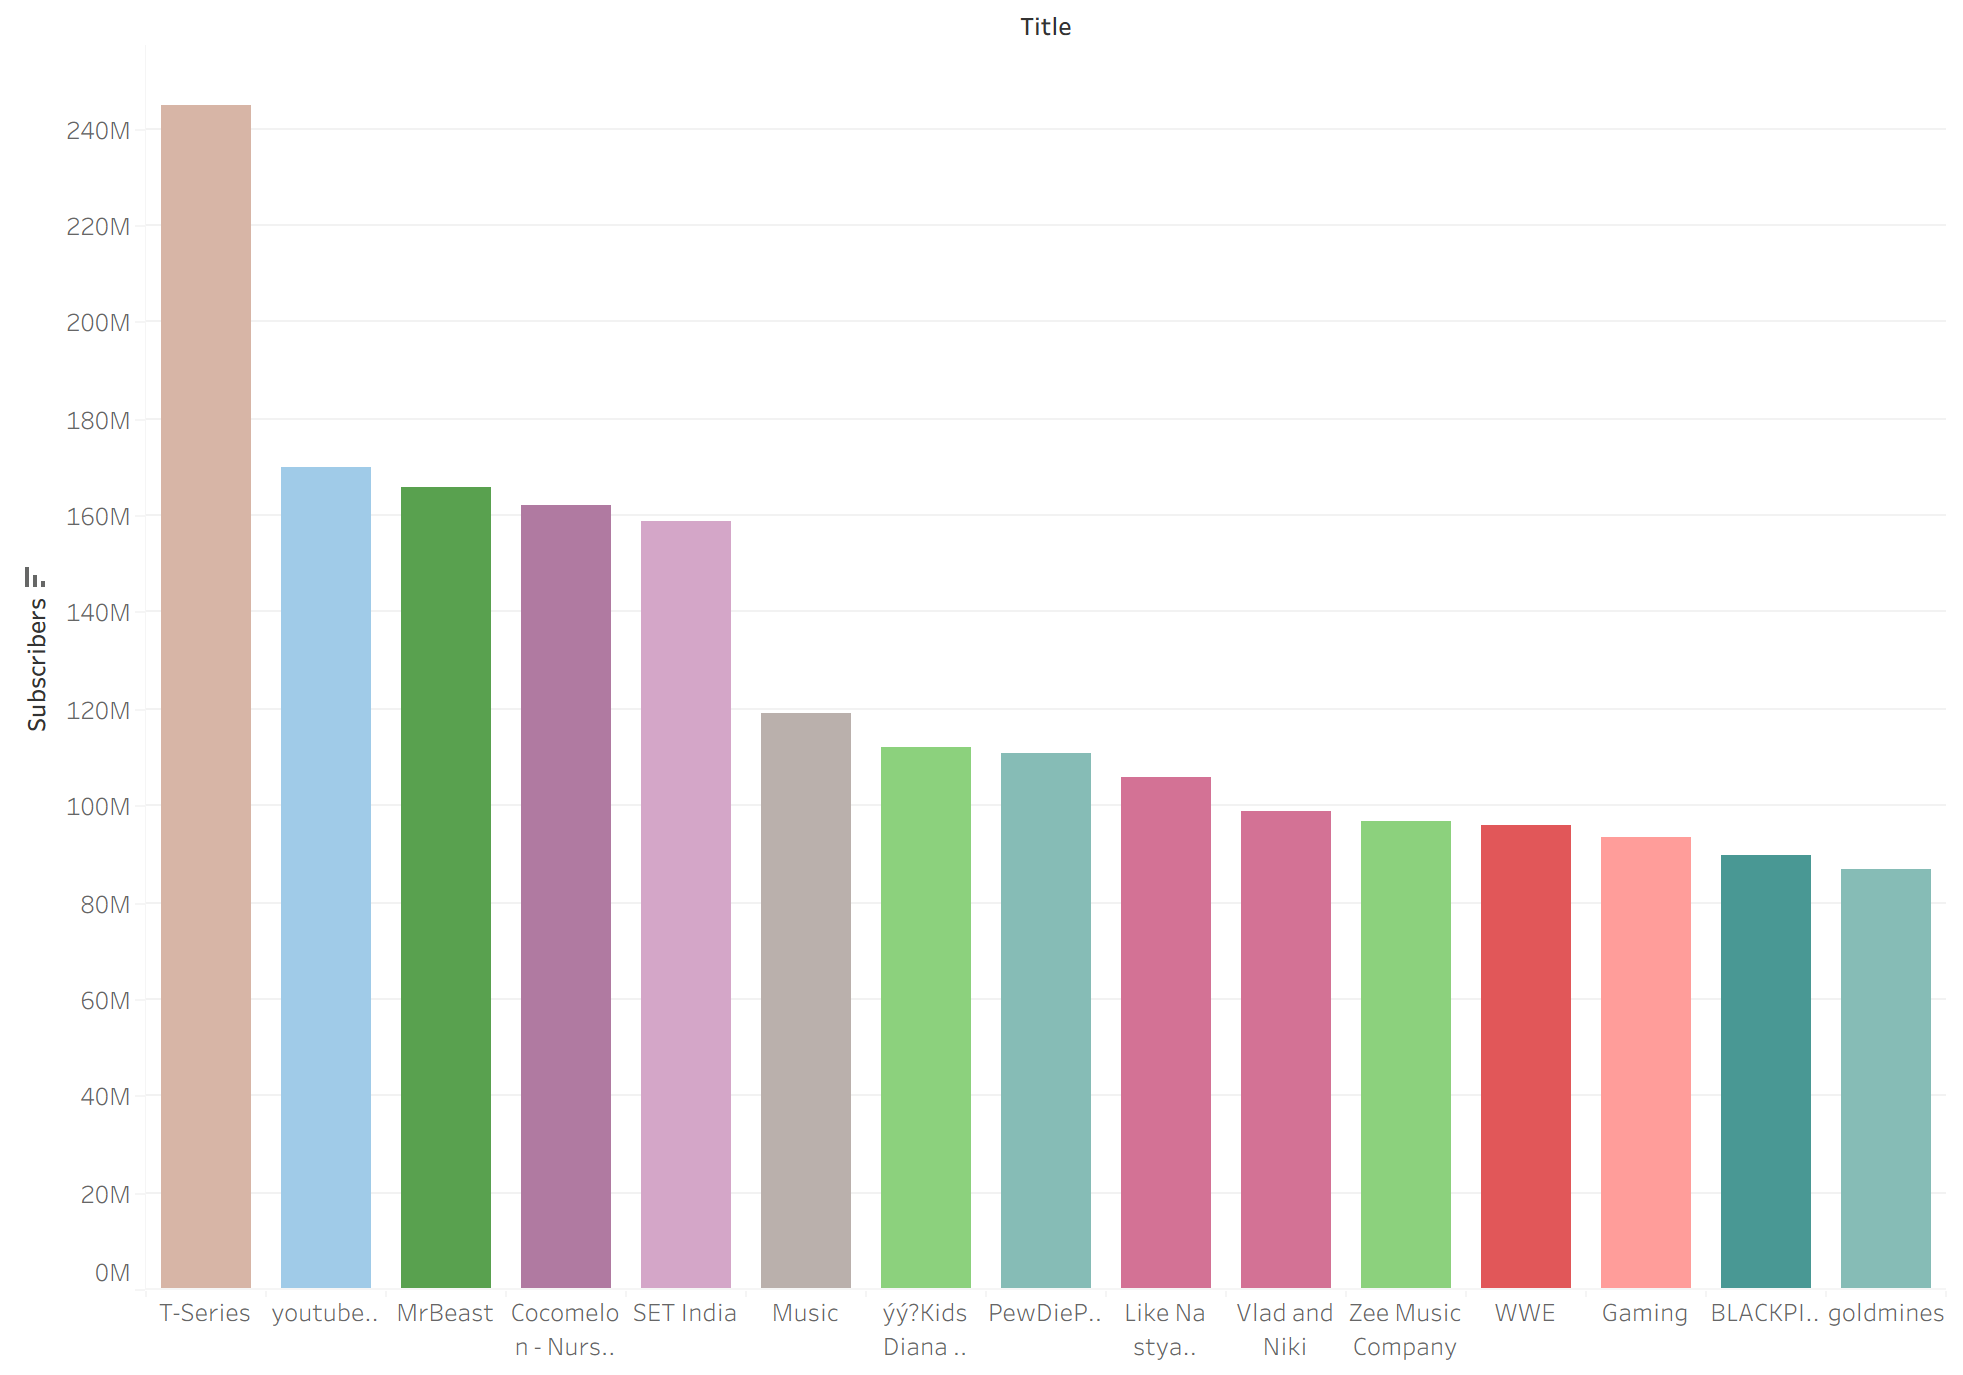 Title
240M
220M
200M
180M
160M
140M
120M
100M
80M
60M
40M
20M
0M
Subscribers
T-Series
youtube..
MrBeast
Cocomelo
n - Nurs..
SET India
Music
ýý?Kids
Diana ..
PewDieP..
Like Na
stya..
Vlad and
Niki
Zee Music
Company
WWE
Gaming
BLACKPI..
goldmines